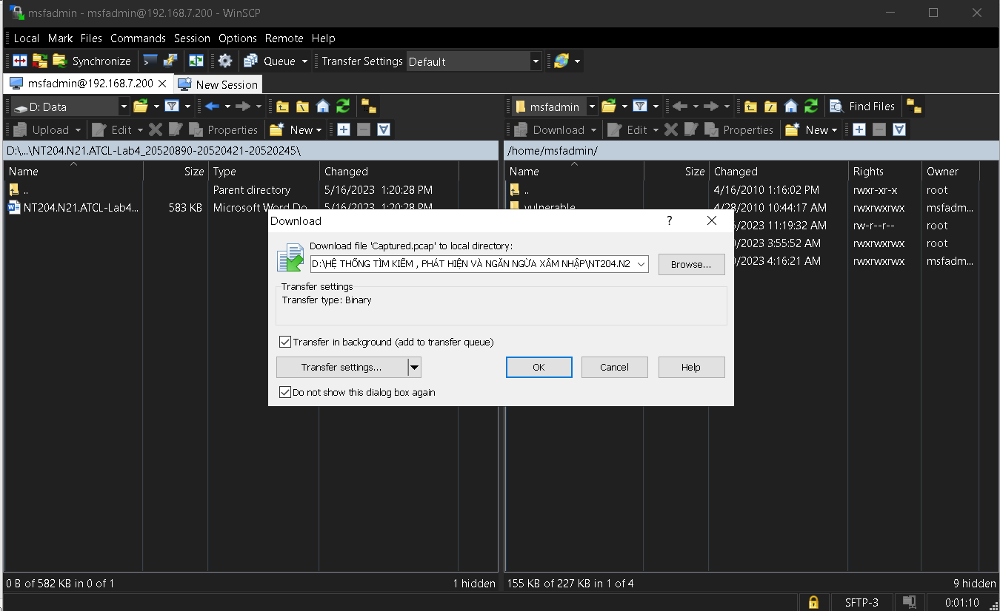 msfadmin - msfadmin@192.168.7.200 - WinSCP
Local Mark Files Commands Session Options Remote Help
Synchronize Queue Transfer Settings Default
msfadmin@192.168.7.200 New Session
D: Data msfadmin Find Files
Upload Edit Properties New Download Edit Properties New
D:\...\NT204.N21.ATCL-Lab4_20520890-20520421-20520245\ /home/msfadmin/
Name Size Type Changed Name Size Changed Rights Owner
.. Parent directory 5/16/2023 1:20:28 PM .. 4/16/2010 1:16:02 PM rwxr-xr-x root
NT204.N21.ATCL-Lab4... 583 KB Microsoft Word Do... 5/16/2023 1:20:28 PM vulnerable 4/28/2010 10:44:17 AM rwxrwxrwx msfadm...
/2023 11:19:32 AM rw-r--r-- root
/2023 3:55:52 AM rwxrwxrwx root
/2023 4:16:21 AM rwxrwxrwx msfadm...
Download ?
Download file 'Captured.pcap' to local directory:
D:\HỆ THỐNG TÌM KIẾM , PHÁT HIỆN VÀ NGĂN NGỪA XÂM NHẬP\NT204.N2 Browse...
Transfer settings
Transfer type: Binary
Transfer in background (add to transfer queue)
Transfer settings... OK Cancel Help
Do not show this dialog box again
0 B of 582 KB in 0 of 1 1 hidden 155 KB of 227 KB in 1 of 4 9 hidden
SFTP-3 0:01:10